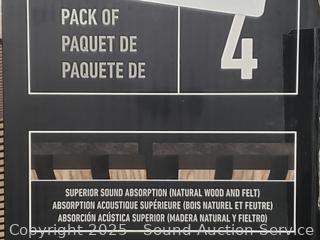 PACK OF
PAQUET DE
PAQUETE DE
4
SUPERIOR SOUND ABSORPTION (NATURAL WOOD AND FELT)
ABSORPTION ACOUSTIQUE SUPÉRIEURE (BOIS NATUREL ET FEUTRE)
ABSORCIÓN ACÚSTICA SUPERIOR (MADERA NATURAL Y FIELTRO)
Copyright 2025 - Sound Auction Service